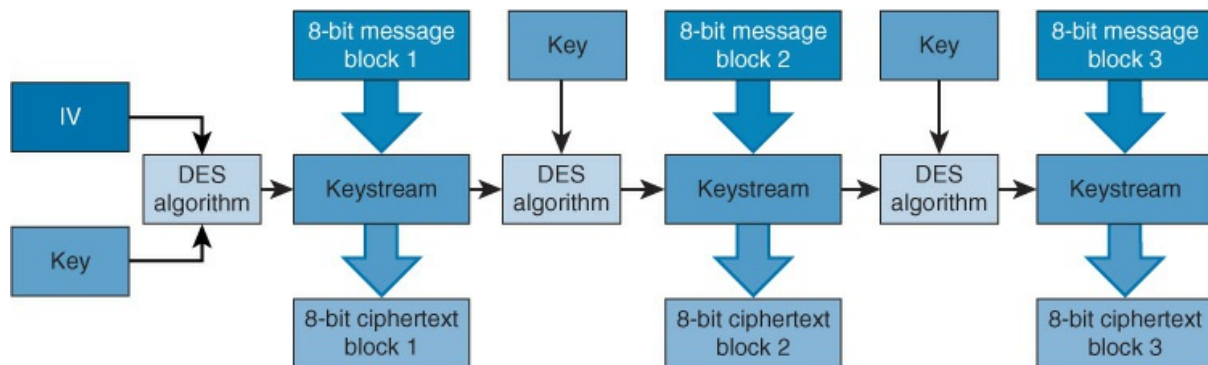 8-bit message
block 1
Key
8-bit message
block 2
Key
8-bit message
block 3
IV
DES
algorithm
Keystream
DES
algorithm
Keystream
DES
algorithm
Keystream
Key
8-bit ciphertext
block 1
8-bit ciphertext
block 2
8-bit ciphertext
block 3